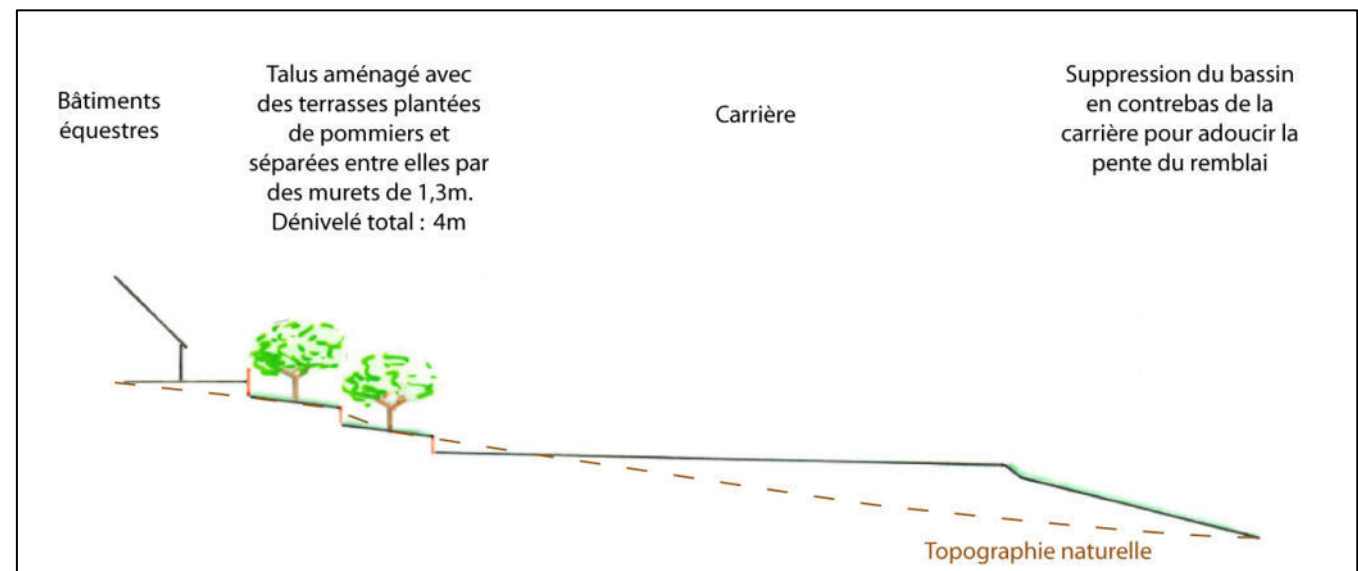 Bâtiments
équestres
Talus aménagé avec
des terrasses plantées
de pommiers et
séparées entre elles par
des murets de 1,3m.
Dénivelé total : 4m
Carrière
Suppression du bassin
en contrebas de la
carrière pour adoucir la
pente du remblai
Topographie naturelle